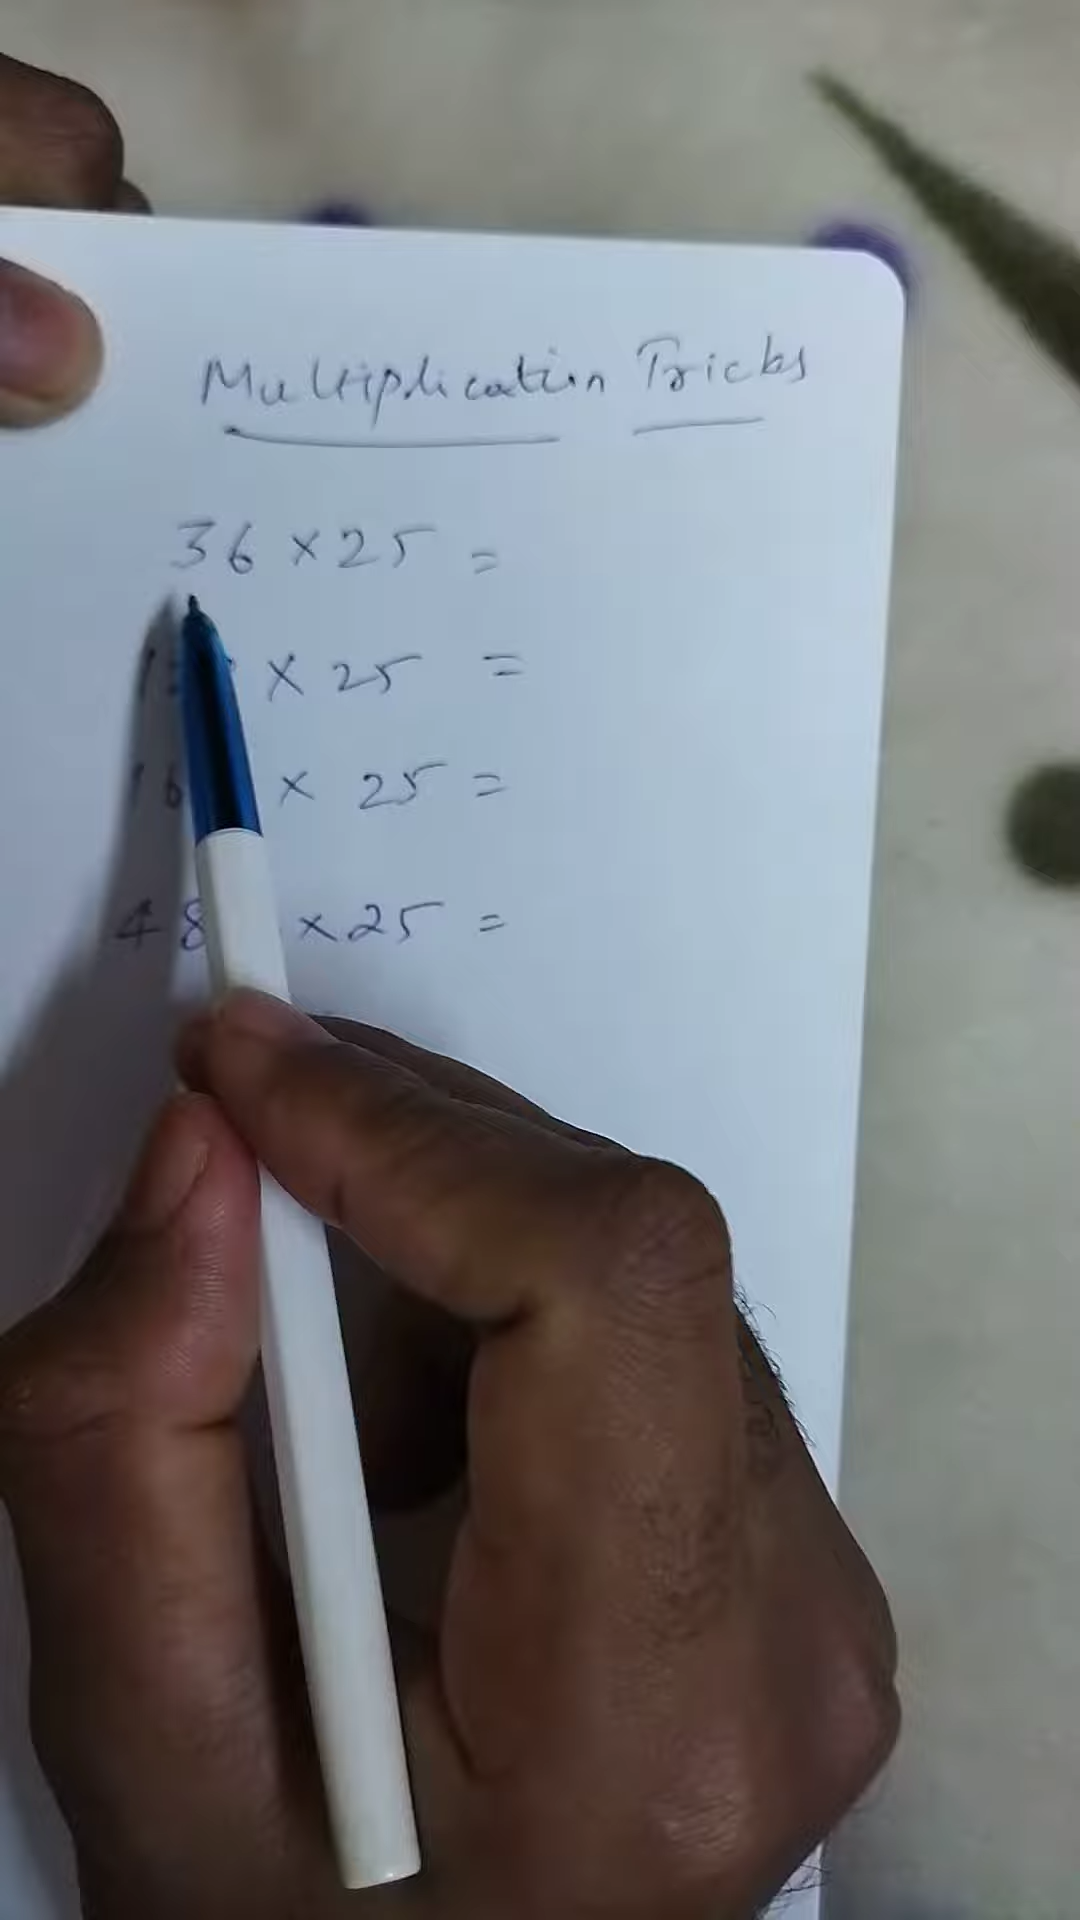 Multiplication Tricks
36 × 25 =
× 25 =
× 25 =
× 25 =